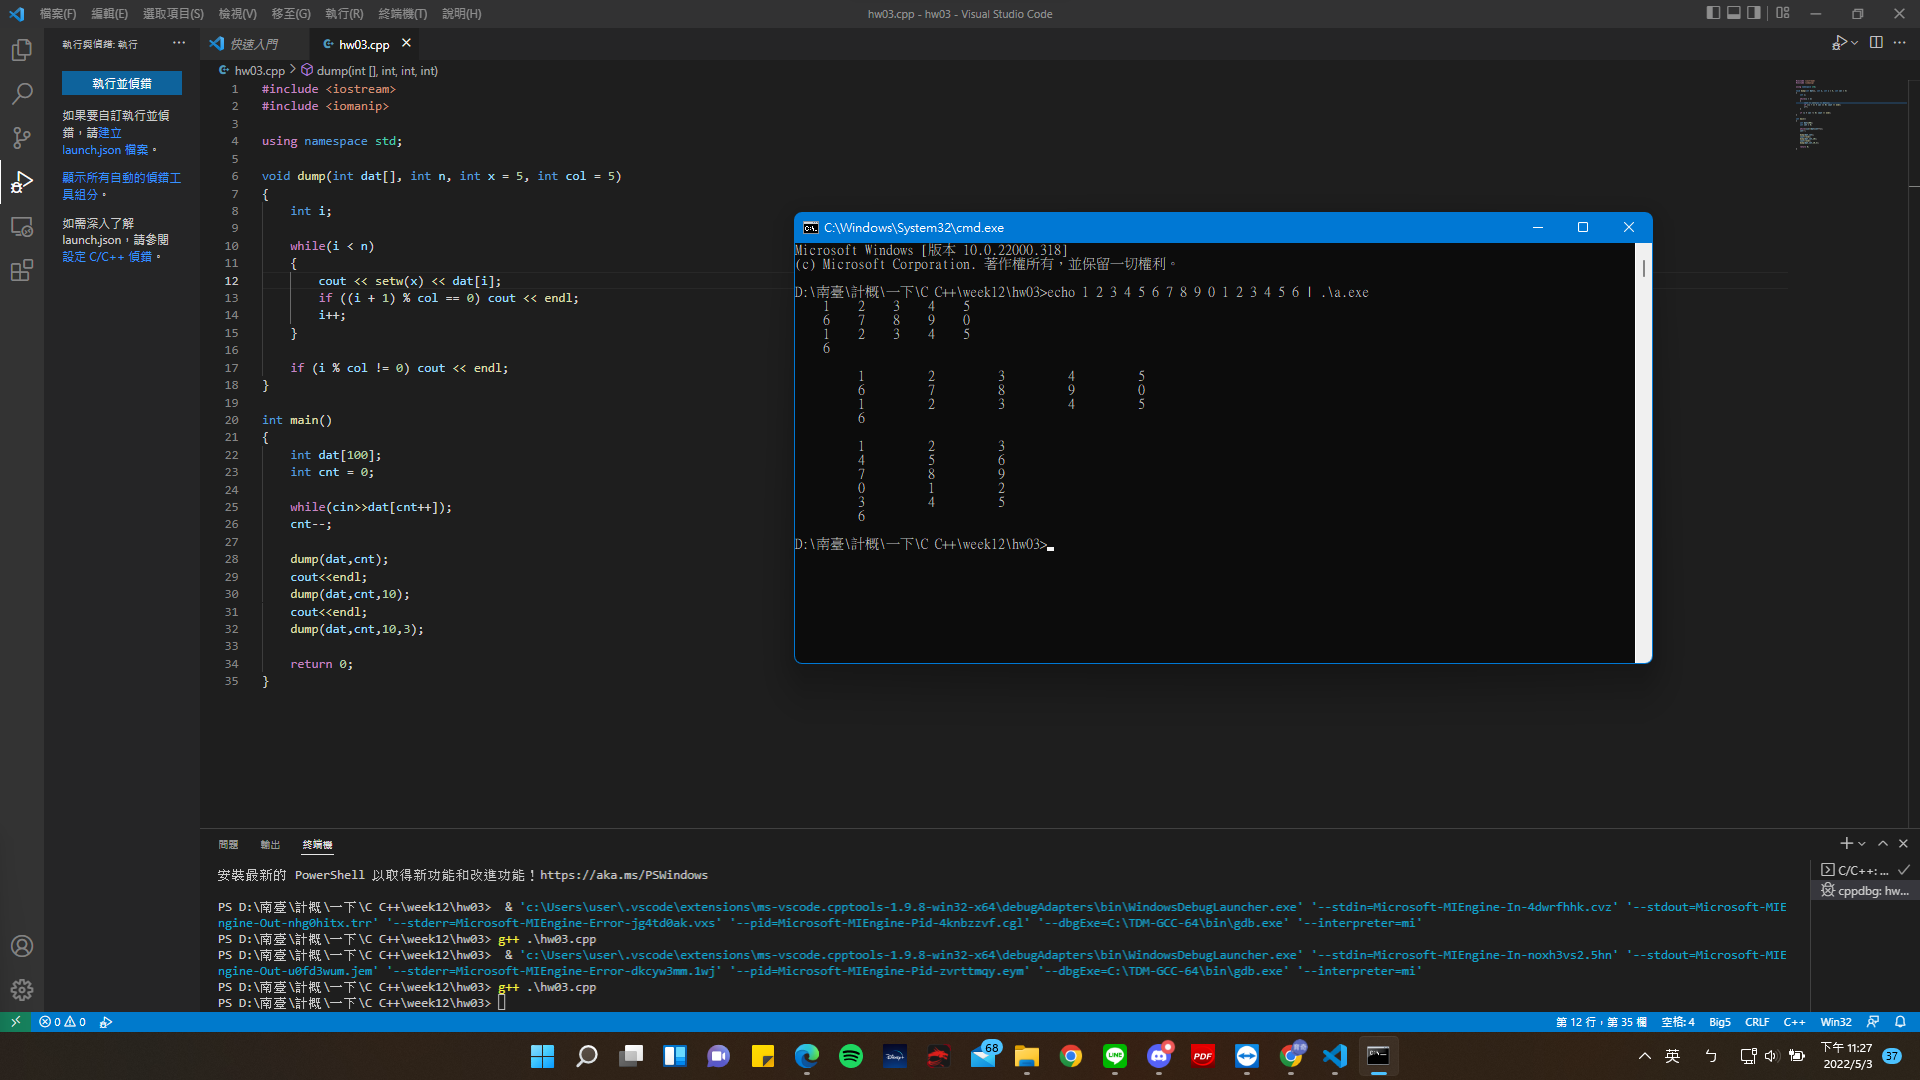 檔案(F) 編輯(E) 選取項目(S) 檢視(V) 移至(G) 執行(R) 終端機(T) 說明(H)
hw03.cpp - hw03 - Visual Studio Code
執行與偵錯: 執行 ...
快速入門
hw03.cpp
執行並偵錯
如果要自訂執行並偵
錯，請建立
launch.json 檔案。
顯示所有自動的偵錯工
具組分。
如需深入了解
launch.json，請參閱
設定 C/C++ 偵錯。
hw03.cpp > dump(int [], int, int, int)
1 #include <iostream>
2 #include <iomanip>
3
4 using namespace std;
5
6 void dump(int dat[], int n, int x = 5, int col = 5)
7 {
8 int i;
9
10 while(i < n)
11 {
12 cout << setw(x) << dat[i];
13 if ((i + 1) % col == 0) cout << endl;
14 i++;
15 }
16
17 if (i % col != 0) cout << endl;
18 }
19
20 int main()
21 {
22 int dat[100];
23 int cnt = 0;
24
25 while(cin>>dat[cnt++]);
26 cnt--;
27
28 dump(dat,cnt);
29 cout<<endl;
30 dump(dat,cnt,10);
31 cout<<endl;
32 dump(dat,cnt,10,3);
33
34 return 0;
35 }
C:\Windows\System32\cmd.exe
Microsoft Windows [版本 10.0.22000.318]
(c) Microsoft Corporation. 著作權所有，並保留一切權利。
D:\南臺\計概\一下\C C++\week12\hw03>echo 1 2 3 4 5 6 7 8 9 0 1 2 3 4 5 6 | .\a.exe
1 2 3 4 5
6 7 8 9 0
1 2 3 4 5
6
1 2 3 4 5
6 7 8 9 0
1 2 3 4 5
6
1 2 3
4 5 6
7 8 9
0 1 2
3 4 5
6
D:\南臺\計概\一下\C C++\week12\hw03>
問題 輸出 終端機
安裝最新的 PowerShell 以取得新功能和改進功能！https://aka.ms/PSWindows
PS D:\南臺\計概\一下\C C++\week12\hw03> & 'c:\Users\user\.vscode\extensions\ms-vscode.cpptools-1.9.8-win32-x64\debugAdapters\bin\WindowsDebugLauncher.exe' '--stdin=Microsoft-MIEngine-In-4dwrfhhk.cvz' '--stdout=Microsoft-MIE
ngine-Out-nhg0hitx.trr' '--stderr=Microsoft-MIEngine-Error-jg4td0ak.vxs' '--pid=Microsoft-MIEngine-Pid-4knbzzvf.cgl' '--dbgExe=C:\TDM-GCC-64\bin\gdb.exe' '--interpreter=mi'
PS D:\南臺\計概\一下\C C++\week12\hw03> g++ .\hw03.cpp
PS D:\南臺\計概\一下\C C++\week12\hw03> & 'c:\Users\user\.vscode\extensions\ms-vscode.cpptools-1.9.8-win32-x64\debugAdapters\bin\WindowsDebugLauncher.exe' '--stdin=Microsoft-MIEngine-In-noxh3vs2.5hn' '--stdout=Microsoft-MIE
ngine-Out-u0fd3wum.jem' '--stderr=Microsoft-MIEngine-Error-dkcyw3mm.1wj' '--pid=Microsoft-MIEngine-Pid-zvrttmqy.eym' '--dbgExe=C:\TDM-GCC-64\bin\gdb.exe' '--interpreter=mi'
PS D:\南臺\計概\一下\C C++\week12\hw03> g++ .\hw03.cpp
PS D:\南臺\計概\一下\C C++\week12\hw03>
C/C++: ...
cppdbg: hw...
0 0
第 12 行，第 35 欄 空格: 4 Big5 CRLF C++ Win32
68
LINE
PDF
英 ㄅ
下午 11:27
2022/5/3
37